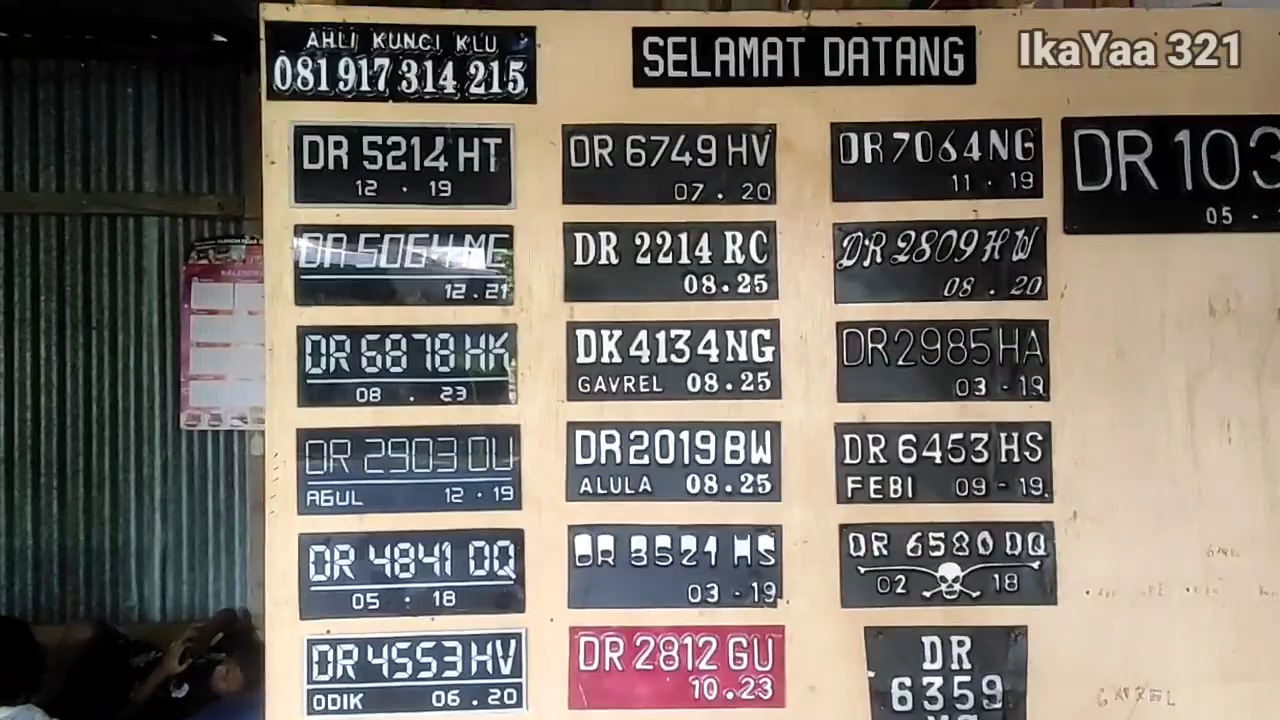 AHLI KUNCI KLU
081 917 314 215
SELAMAT DATANG
IkaYaa 321
DR 5214 HT
12 . 19
DR 6749 HV
07 . 20
DR 7064 NG
11 . 19
DR 103
05 .
DR 5064 ME
12 . 21
DR 2214 RC
08.25
DR 2809 HW
08 . 20
DR 6878 HK
08 . 23
DK 4134 NG
GAVREL 08.25
DR 2985 HA
03 - 19
DR 2903 DU
AGUL 12 . 19
DR 2019 BW
ALULA 08.25
DR 6453 HS
FEBI 09 - 19
DR 4841 DQ
05 : 18
DR 3521 HS
03 - 19
DR 6580 DQ
02 18
DR 4553 HV
ODIK 06.20
DR 2812 GU
10.23
DR
6359
KALENDER
GAVREL